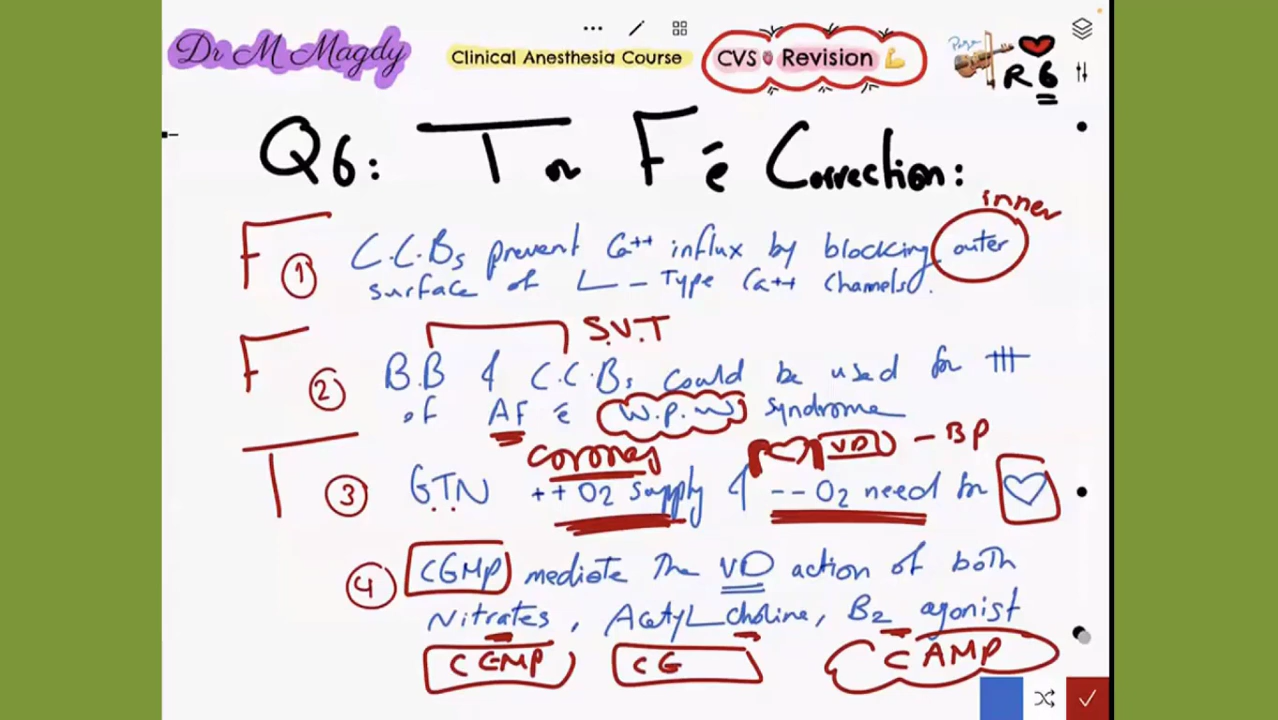 Dr M Magdy
Clinical Anesthesia Course
CVS Revision
R 6
Q6: T or F é Correction:
inner
F ① C.C.Bs prevent Ca++ influx by blocking outer
surface of L-Type Ca++ channels.
S.V.T
F ② B.B & C.C.Bs could be used for ttt
of AF é W.P.W syndrome
coronary VD - BP
T ③ GTN ++ O2 supply & -- O2 need for
④ CGMP mediate the VD action of both
Nitrates, Acetyl choline, B2 agonist
CGMP CG CAMP